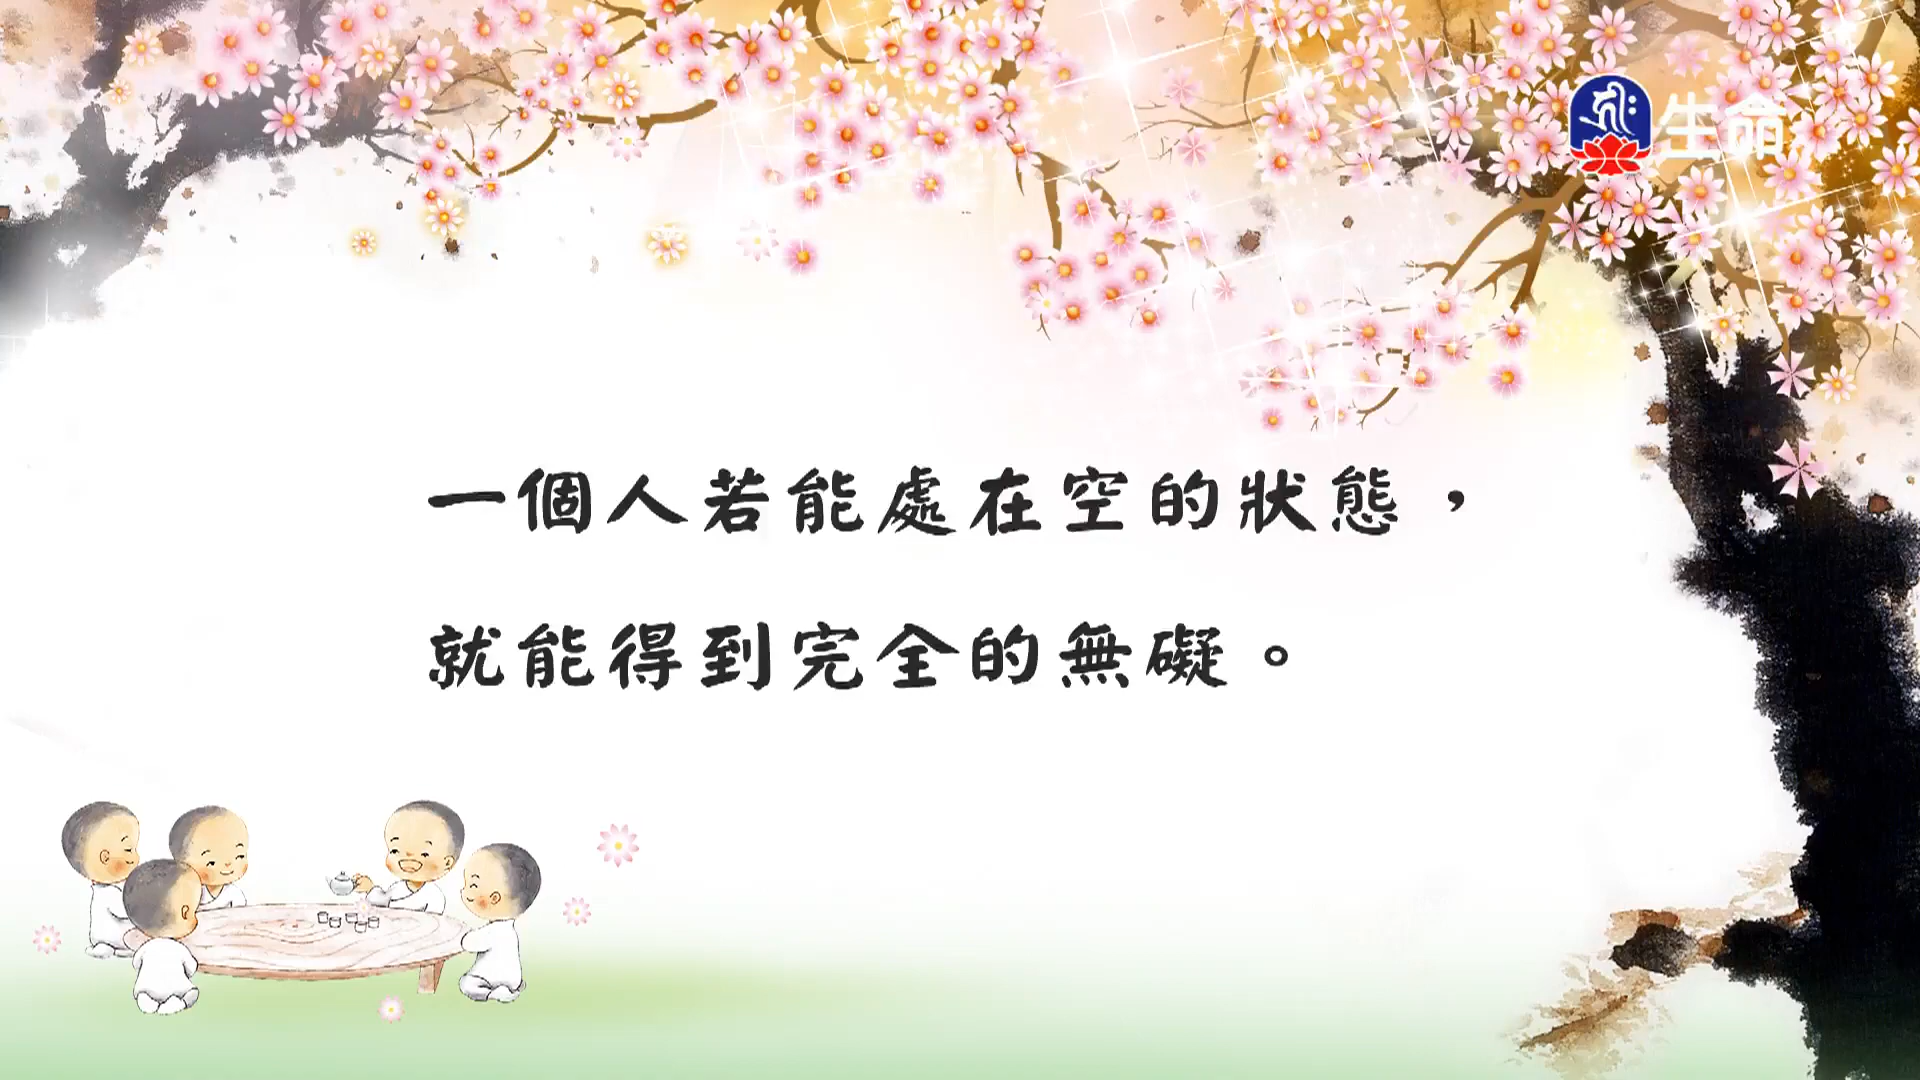 生命
一個人若能處在空的狀態，
就能得到完全的無礙。